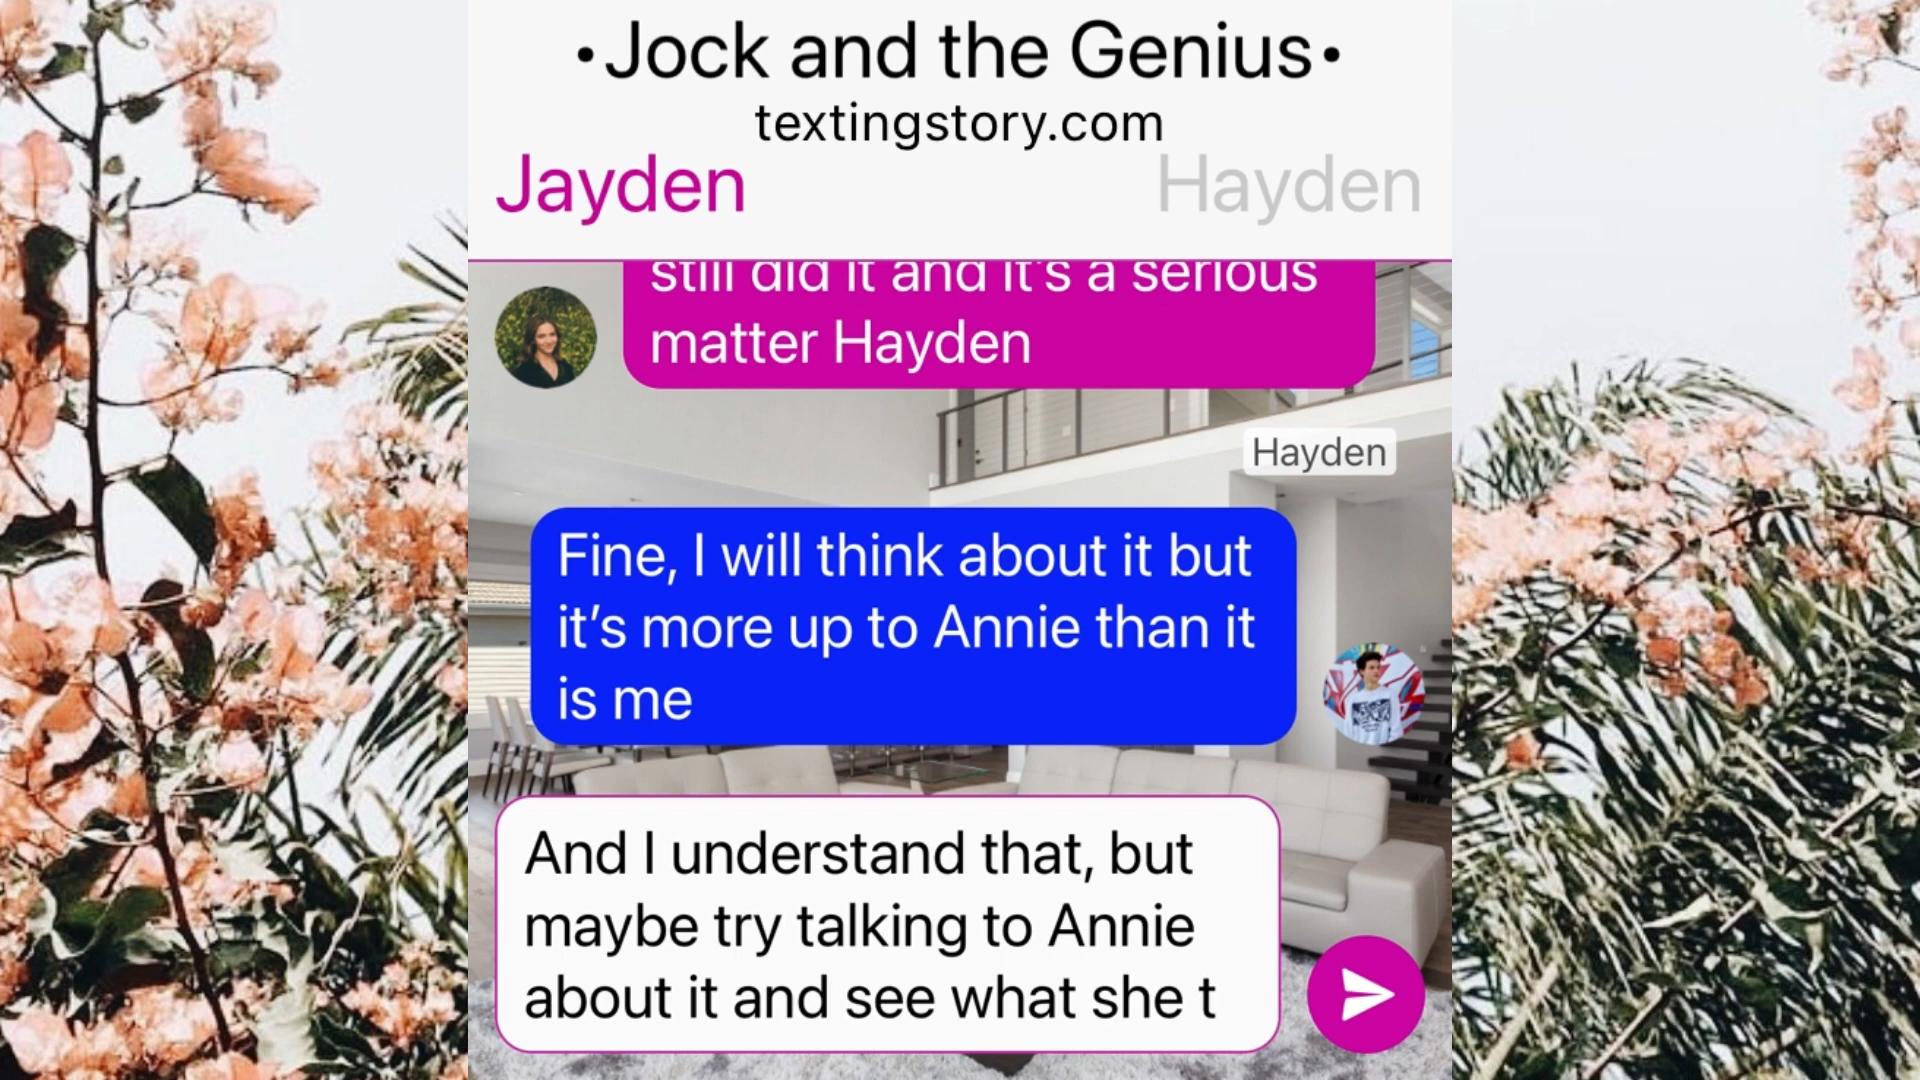 •Jock and the Genius•
textingstory.com
Jayden
Hayden
still did it and it's a serious
matter Hayden
Hayden
Fine, I will think about it but
it’s more up to Annie than it
is me
And I understand that, but
maybe try talking to Annie
about it and see what she t